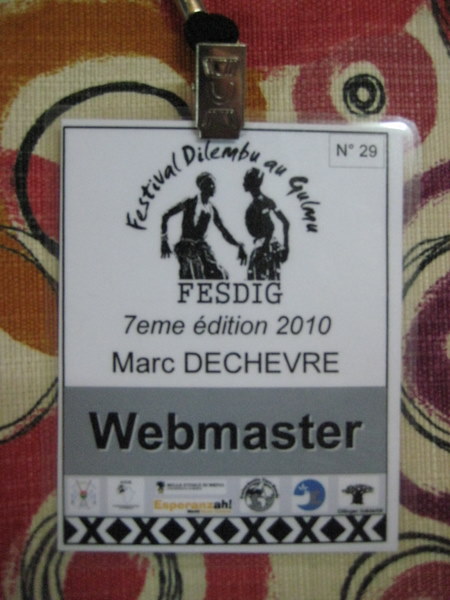 N° 29
Festival Dilembu au Gulmu
FESDIG
7eme édition 2010
Marc DECHEVRE
Webmaster
Esperanzah!